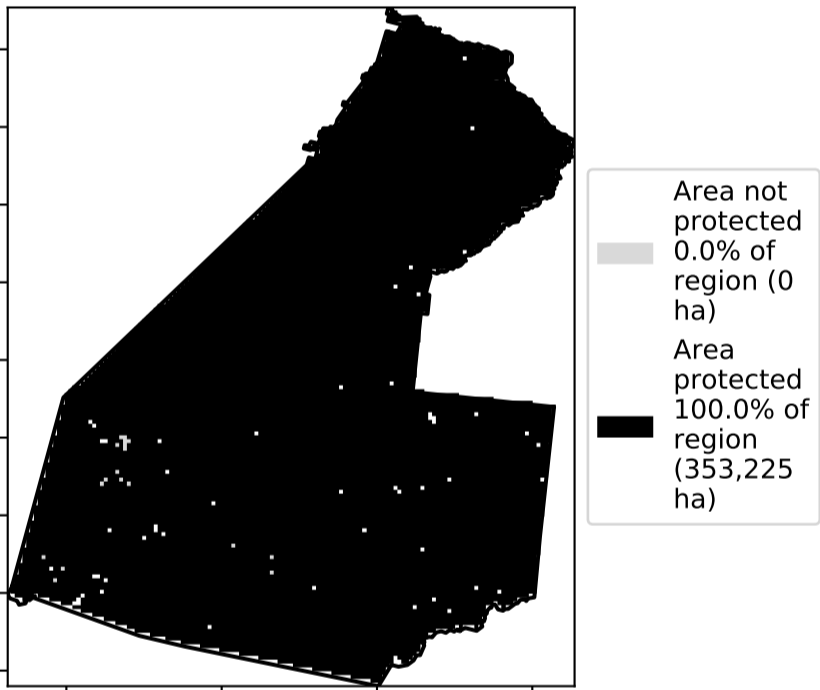 Area not
protected
0.0% of
region (0
ha)
Area
protected
100.0% of
region
(353,225
ha)